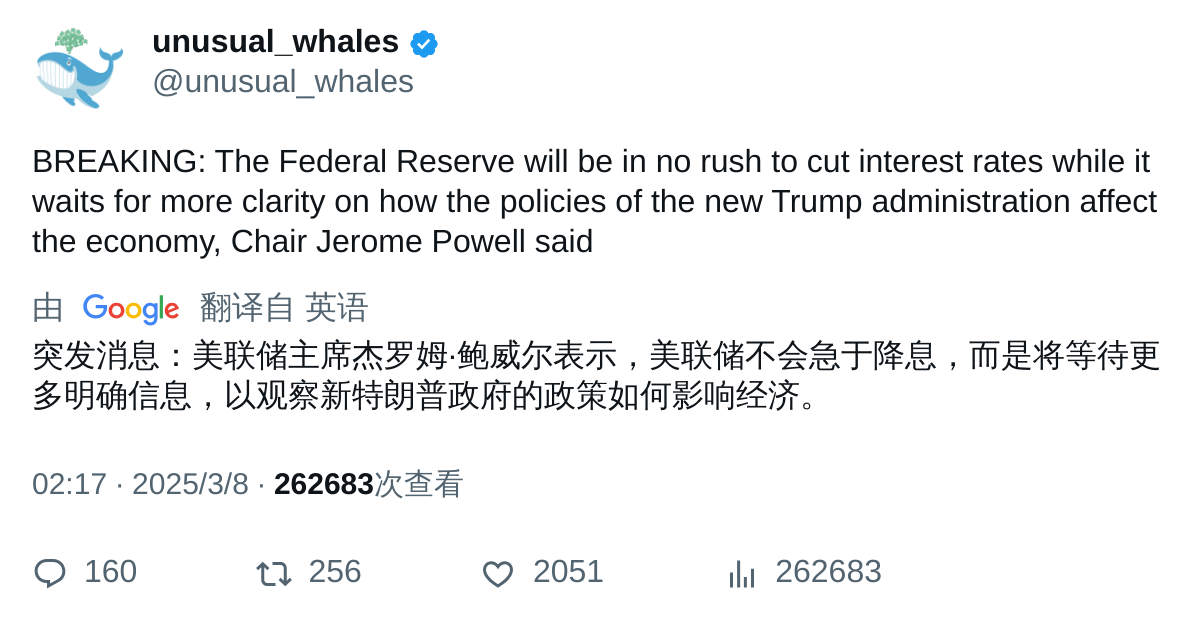 unusual_whales
@unusual_whales
BREAKING: The Federal Reserve will be in no rush to cut interest rates while it
waits for more clarity on how the policies of the new Trump administration affect
the economy, Chair Jerome Powell said
由 Google 翻译自 英语
突发消息：美联储主席杰罗姆·鲍威尔表示，美联储不会急于降息，而是将等待更
多明确信息，以观察新特朗普政府的政策如何影响经济。
02:17 · 2025/3/8 · 262683次查看
160 256 2051 262683